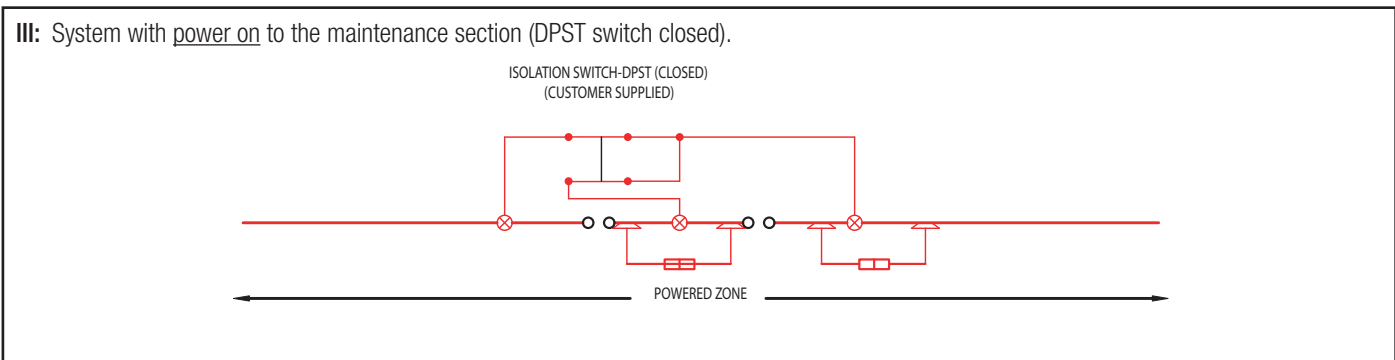 III: System with power on to the maintenance section (DPST switch closed).
ISOLATION SWITCH-DPST (CLOSED)
(CUSTOMER SUPPLIED)
POWERED ZONE